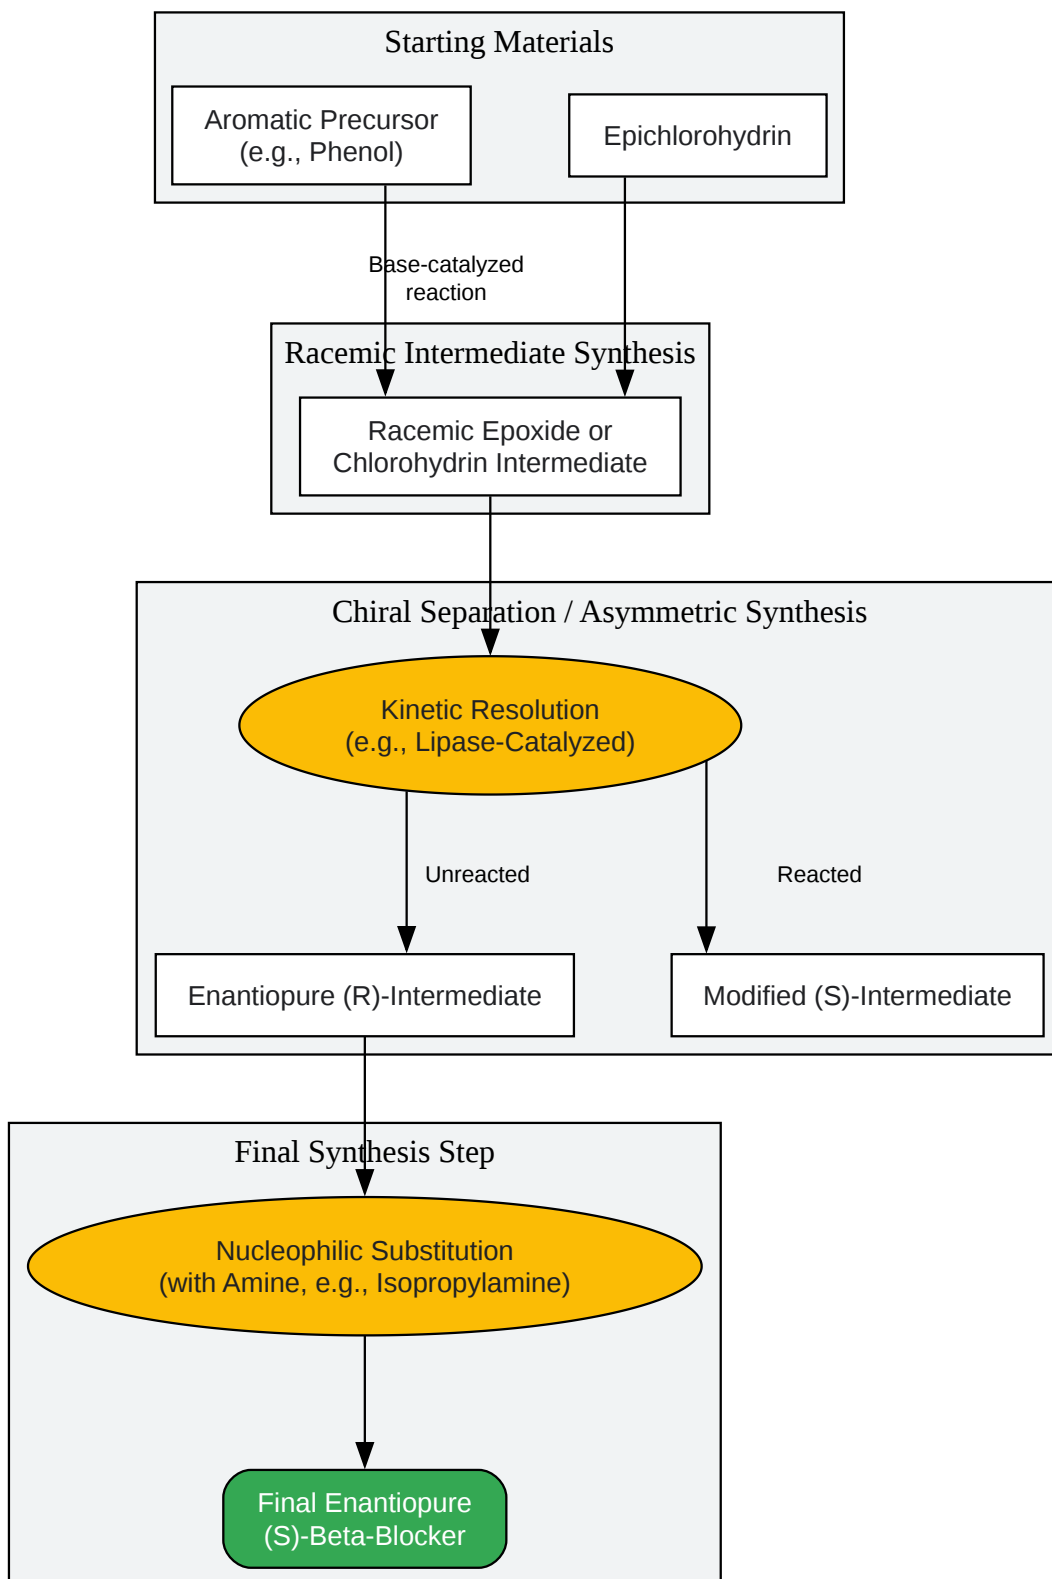 Starting Materials
Aromatic Precursor
(e.g., Phenol)
Epichlorohydrin
Base-catalyzed
reaction
Racemic Intermediate Synthesis
Racemic Epoxide or
Chlorohydrin Intermediate
Chiral Separation / Asymmetric Synthesis
Kinetic Resolution
(e.g., Lipase-Catalyzed)
Unreacted
Reacted
Enantiopure (R)-Intermediate
Modified (S)-Intermediate
Final Synthesis Step
Nucleophilic Substitution
(with Amine, e.g., Isopropylamine)
Final Enantiopure
(S)-Beta-Blocker